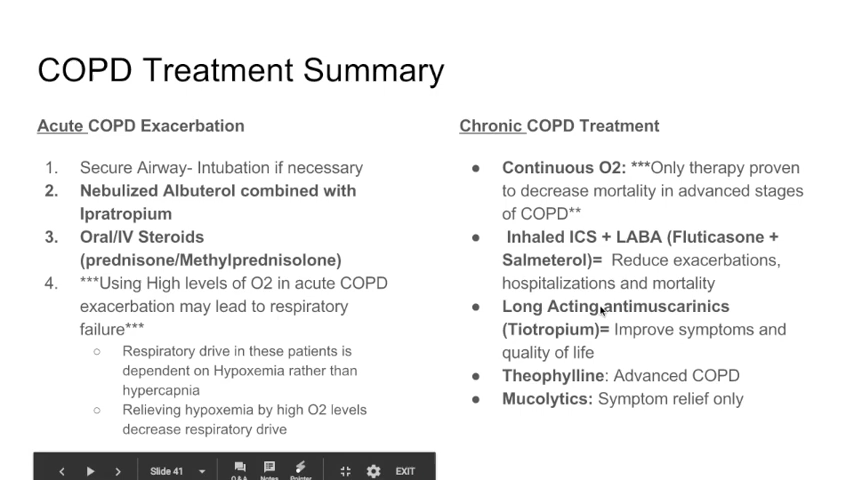 COPD Treatment Summary
Acute COPD Exacerbation
1. Secure Airway- Intubation if necessary
2. Nebulized Albuterol combined with
Ipratropium
3. Oral/IV Steroids
(prednisone/Methylprednisolone)
4. ***Using High levels of O2 in acute COPD
exacerbation may lead to respiratory
failure***
○ Respiratory drive in these patients is
dependent on Hypoxemia rather than
hypercapnia
○ Relieving hypoxemia by high O2 levels
decrease respiratory drive
Chronic COPD Treatment
● Continuous O2: ***Only therapy proven
to decrease mortality in advanced stages
of COPD**
● Inhaled ICS + LABA (Fluticasone +
Salmeterol)= Reduce exacerbations,
hospitalizations and mortality
● Long Acting antimuscarinics
(Tiotropium)= Improve symptoms and
quality of life
● Theophylline: Advanced COPD
● Mucolytics: Symptom relief only
Slide 41
Q&A Notes Pointer
EXIT